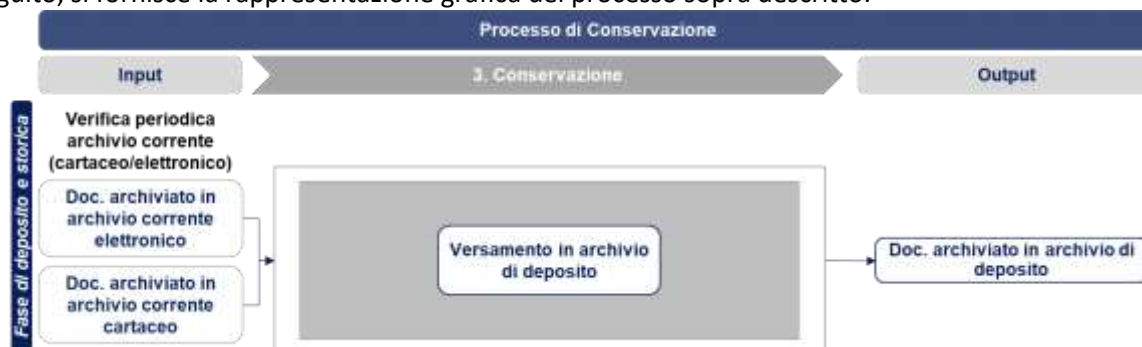 si fornisce la rappresentazione grafica del processo sopra descritto:
Processo di Conservazione
Input
3. Conservazione
Output
Fase di deposito e storica
Verifica periodica
archivio corrente
(cartaceo/elettronico)
Doc. archiviato in
archivio corrente
elettronico
Doc. archiviato in
archivio corrente
cartaceo
Versamento in archivio
di deposito
Doc. archiviato in archivio di
deposito